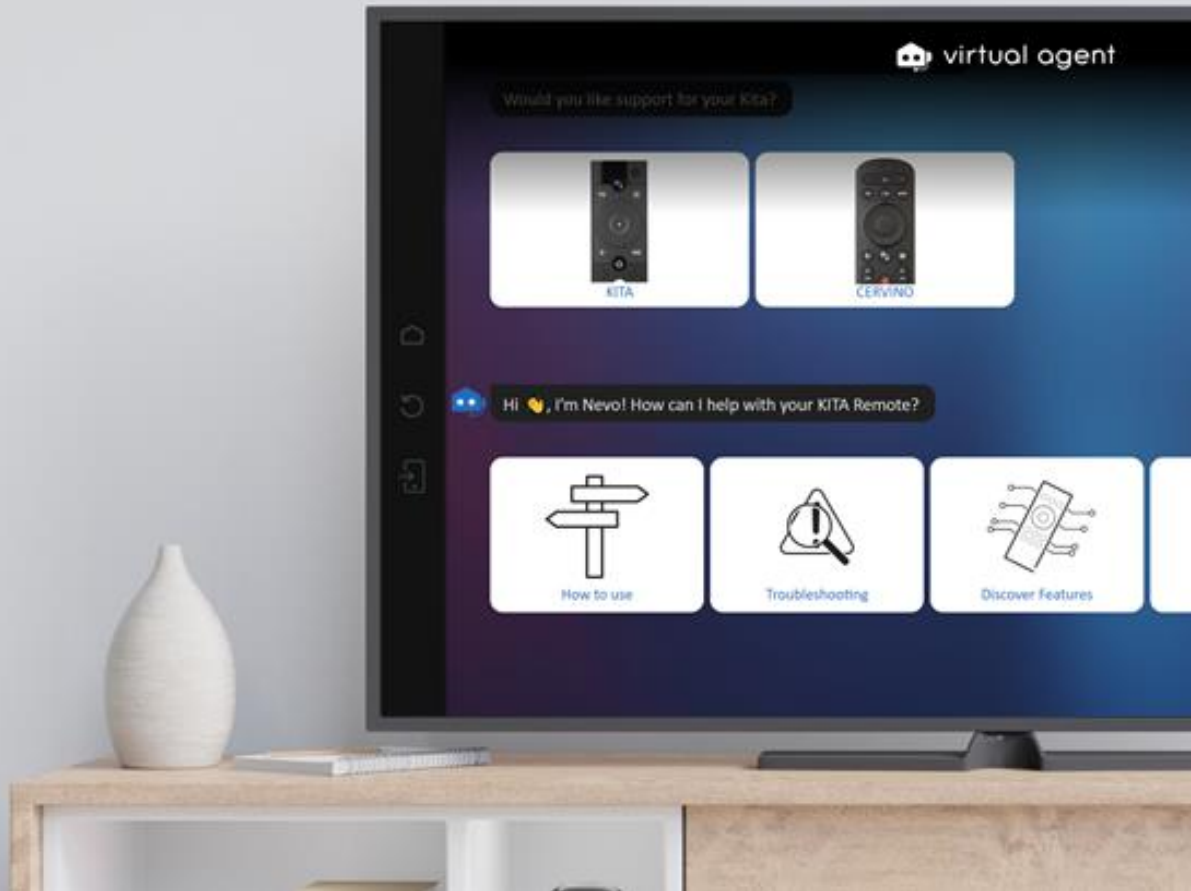 virtual agent
Would you like support for your Kita?
KITA
CERVINO
Hi 👋, I'm Nevo! How can I help with your KITA Remote?
How to use
Troubleshooting
Discover Features